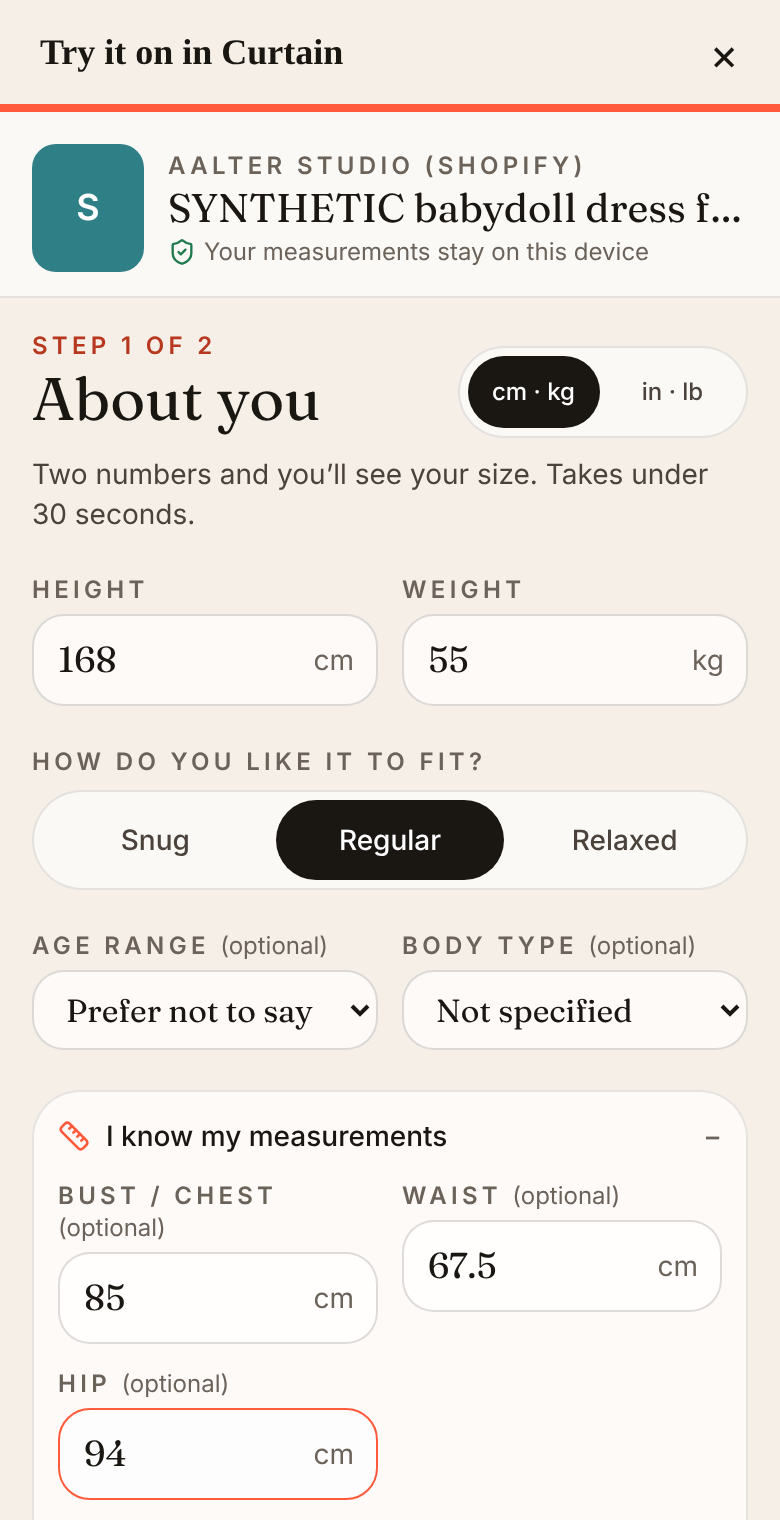 Try it on in Curtain
×
S
AALTER STUDIO (SHOPIFY)
SYNTHETIC babydoll dress f…
Your measurements stay on this device
STEP 1 OF 2
About you
cm · kg
in · lb
Two numbers and you’ll see your size. Takes under
30 seconds.
HEIGHT
WEIGHT
168 cm
55 kg
HOW DO YOU LIKE IT TO FIT?
Snug
Regular
Relaxed
AGE RANGE (optional)
BODY TYPE (optional)
Prefer not to say
Not specified
I know my measurements
–
BUST / CHEST
(optional)
WAIST (optional)
85 cm
67.5 cm
HIP (optional)
94 cm